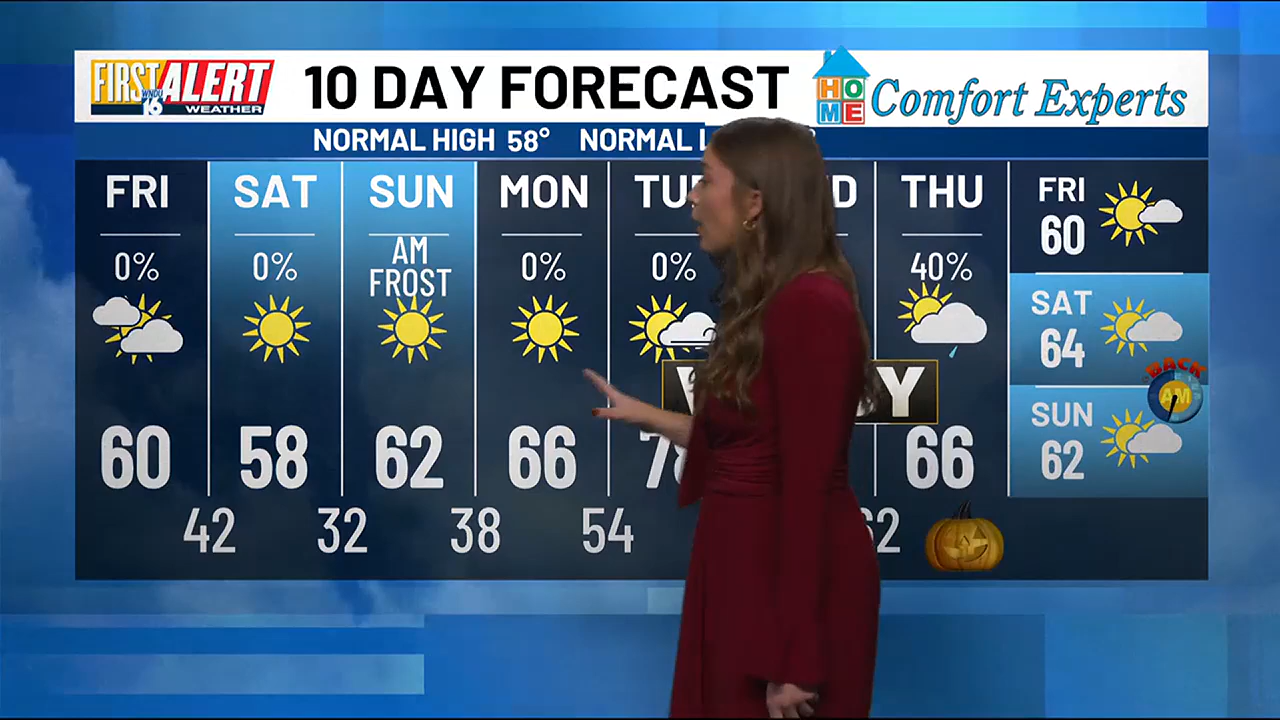 FIRST ALERT
WNDU
16
WEATHER
10 DAY FORECAST
HOME
Comfort Experts
NORMAL HIGH 58° NORMAL
FRI
SAT
SUN
MON
THU
0%
0%
AM
FROST
0%
0%
40%
60
58
62
66
66
42
32
38
54
FRI
60
SAT
64
SUN
62
BACK
AM